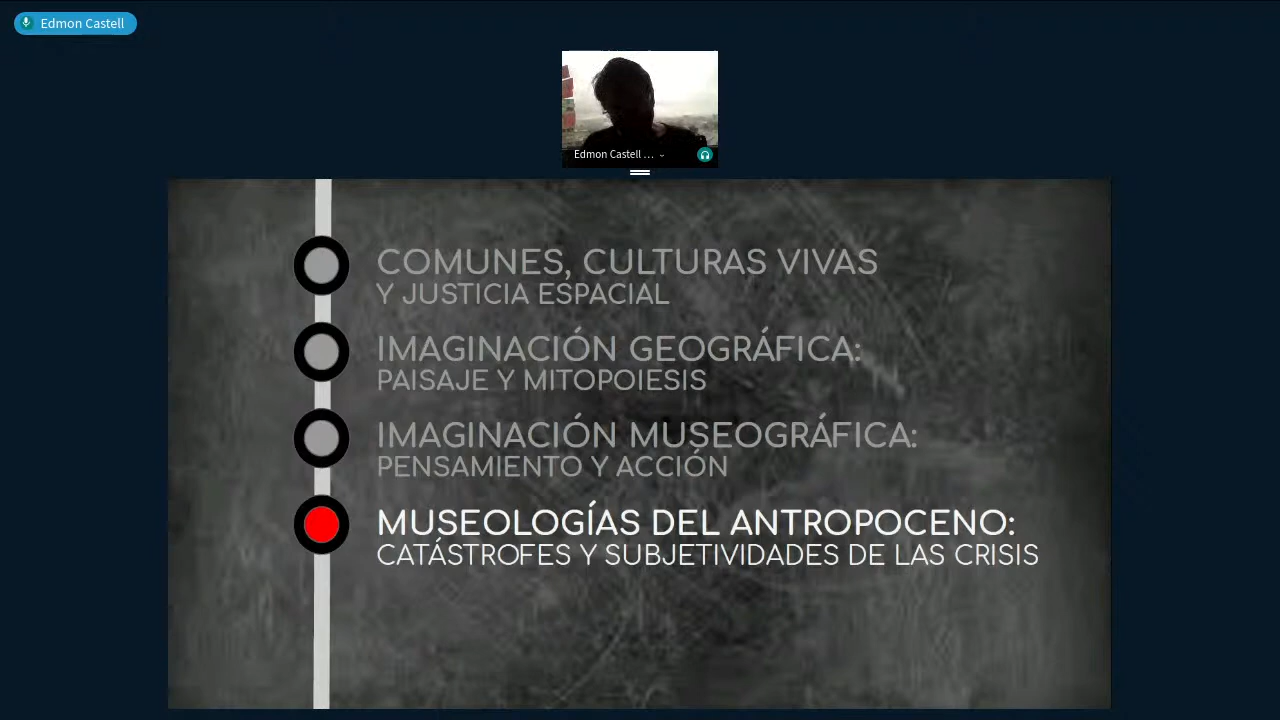 Edmon Castell
Edmon Castell ...
COMUNES, CULTURAS VIVAS
Y JUSTICIA ESPACIAL
IMAGINACIÓN GEOGRÁFICA:
PAISAJE Y MITOPOIESIS
IMAGINACIÓN MUSEOGRÁFICA:
PENSAMIENTO Y ACCIÓN
MUSEOLOGÍAS DEL ANTROPOCENO:
CATÁSTROFES Y SUBJETIVIDADES DE LAS CRISIS